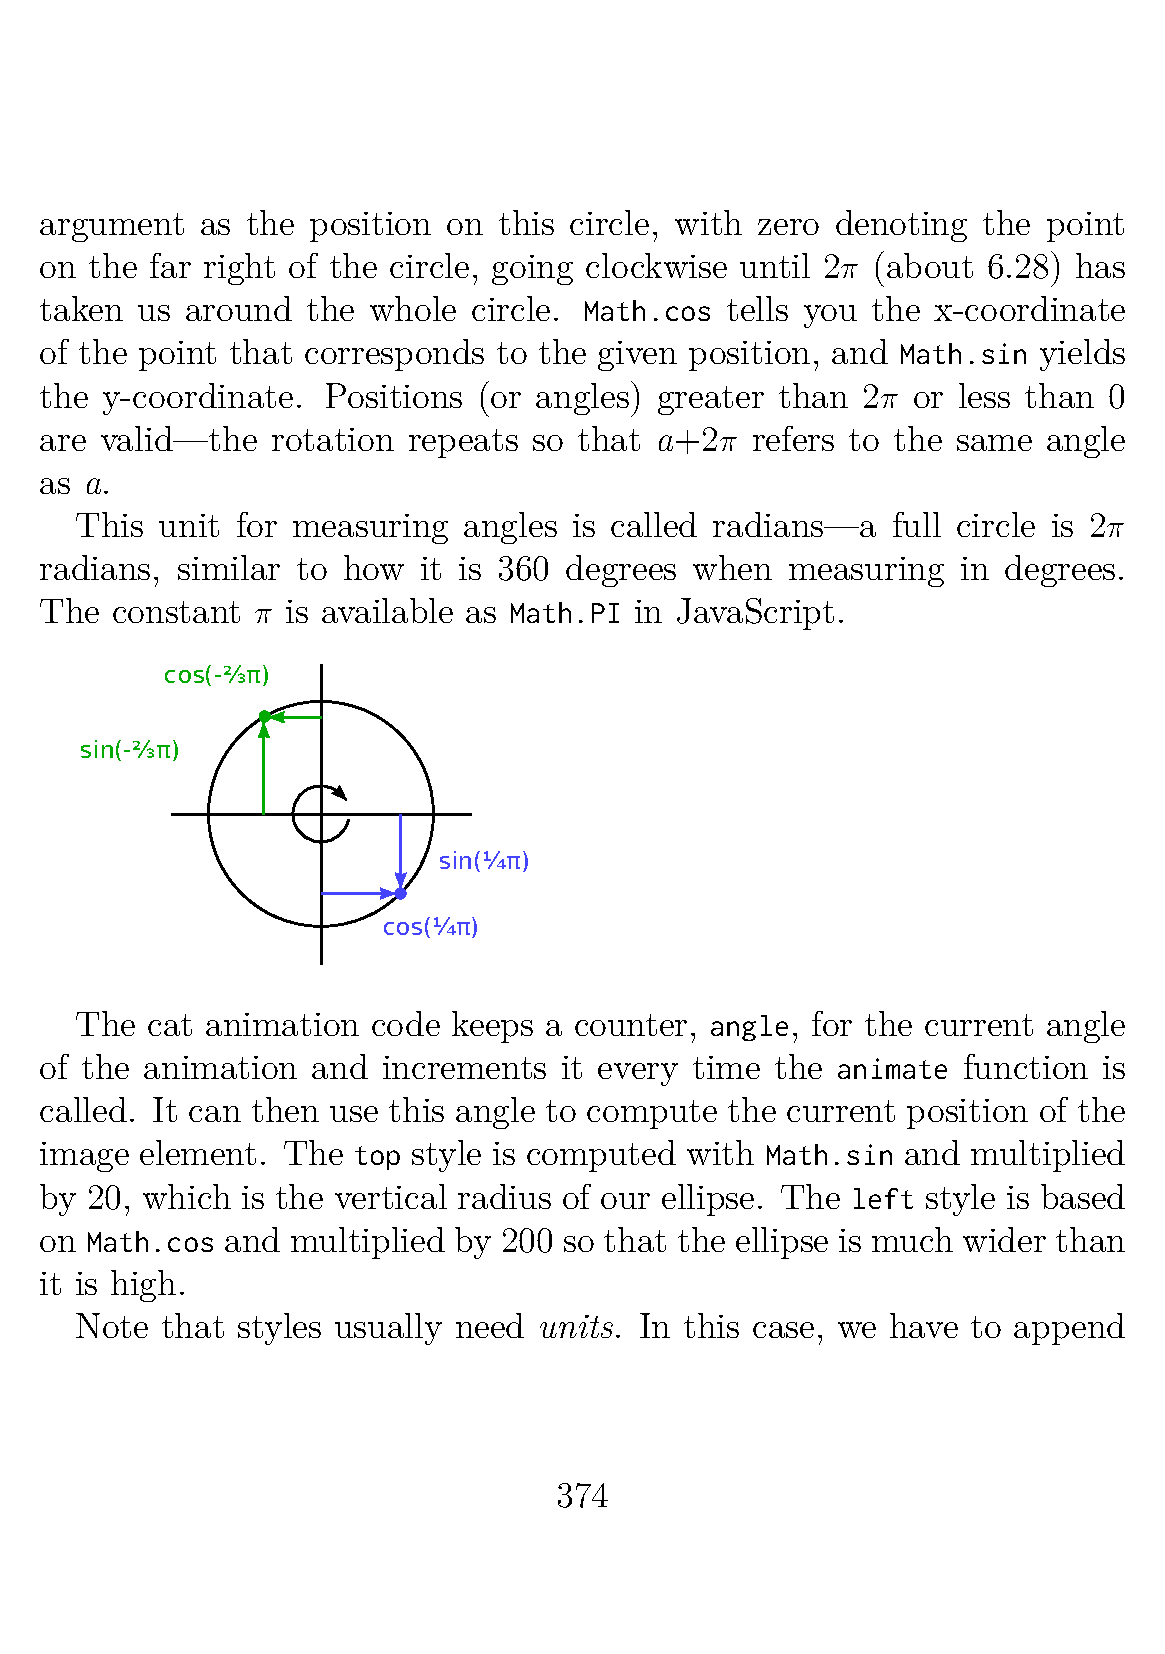 argument as the position on this circle, with zero denoting the point
on the far right of the circle, going clockwise until 2π (about 6.28) has
taken us around the whole circle. Math.cos tells you the x-coordinate
of the point that corresponds to the given position, and Math.sin yields
the y-coordinate. Positions (or angles) greater than 2π or less than 0
are valid—the rotation repeats so that a+2π refers to the same angle
as a.
This unit for measuring angles is called radians—a full circle is 2π
radians, similar to how it is 360 degrees when measuring in degrees.
The constant π is available as Math.PI in JavaScript.
cos(-⅔π)
sin(-⅔π)
sin(¼π)
cos(¼π)
The cat animation code keeps a counter, angle, for the current angle
of the animation and increments it every time the animate function is
called. It can then use this angle to compute the current position of the
image element. The top style is computed with Math.sin and multiplied
by 20, which is the vertical radius of our ellipse. The left style is based
on Math.cos and multiplied by 200 so that the ellipse is much wider than
it is high.
Note that styles usually need units. In this case, we have to append
374